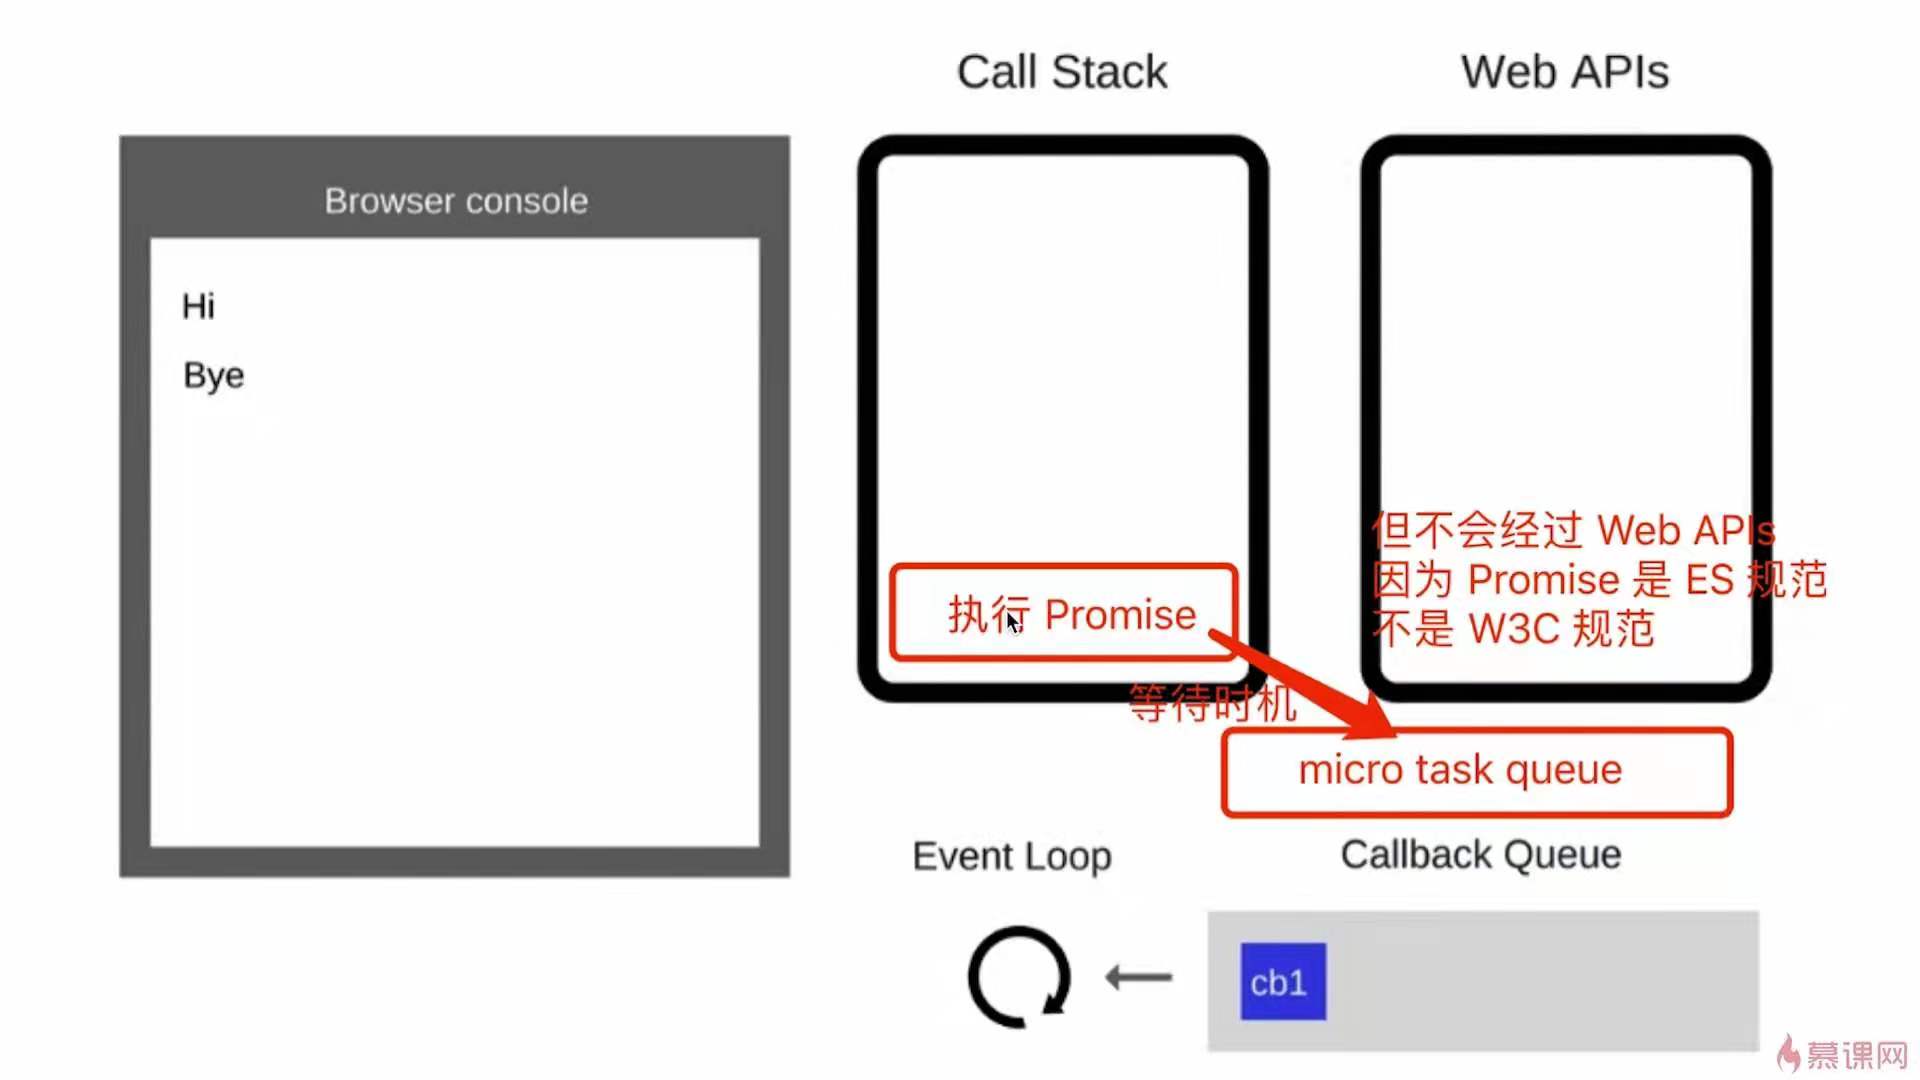 Call Stack
Web APIs
Browser console
Hi
Bye
执行 Promise
但不会经过 Web APIs
因为 Promise 是 ES 规范
不是 W3C 规范
等待时机
micro task queue
Event Loop
Callback Queue
cb1
慕课网